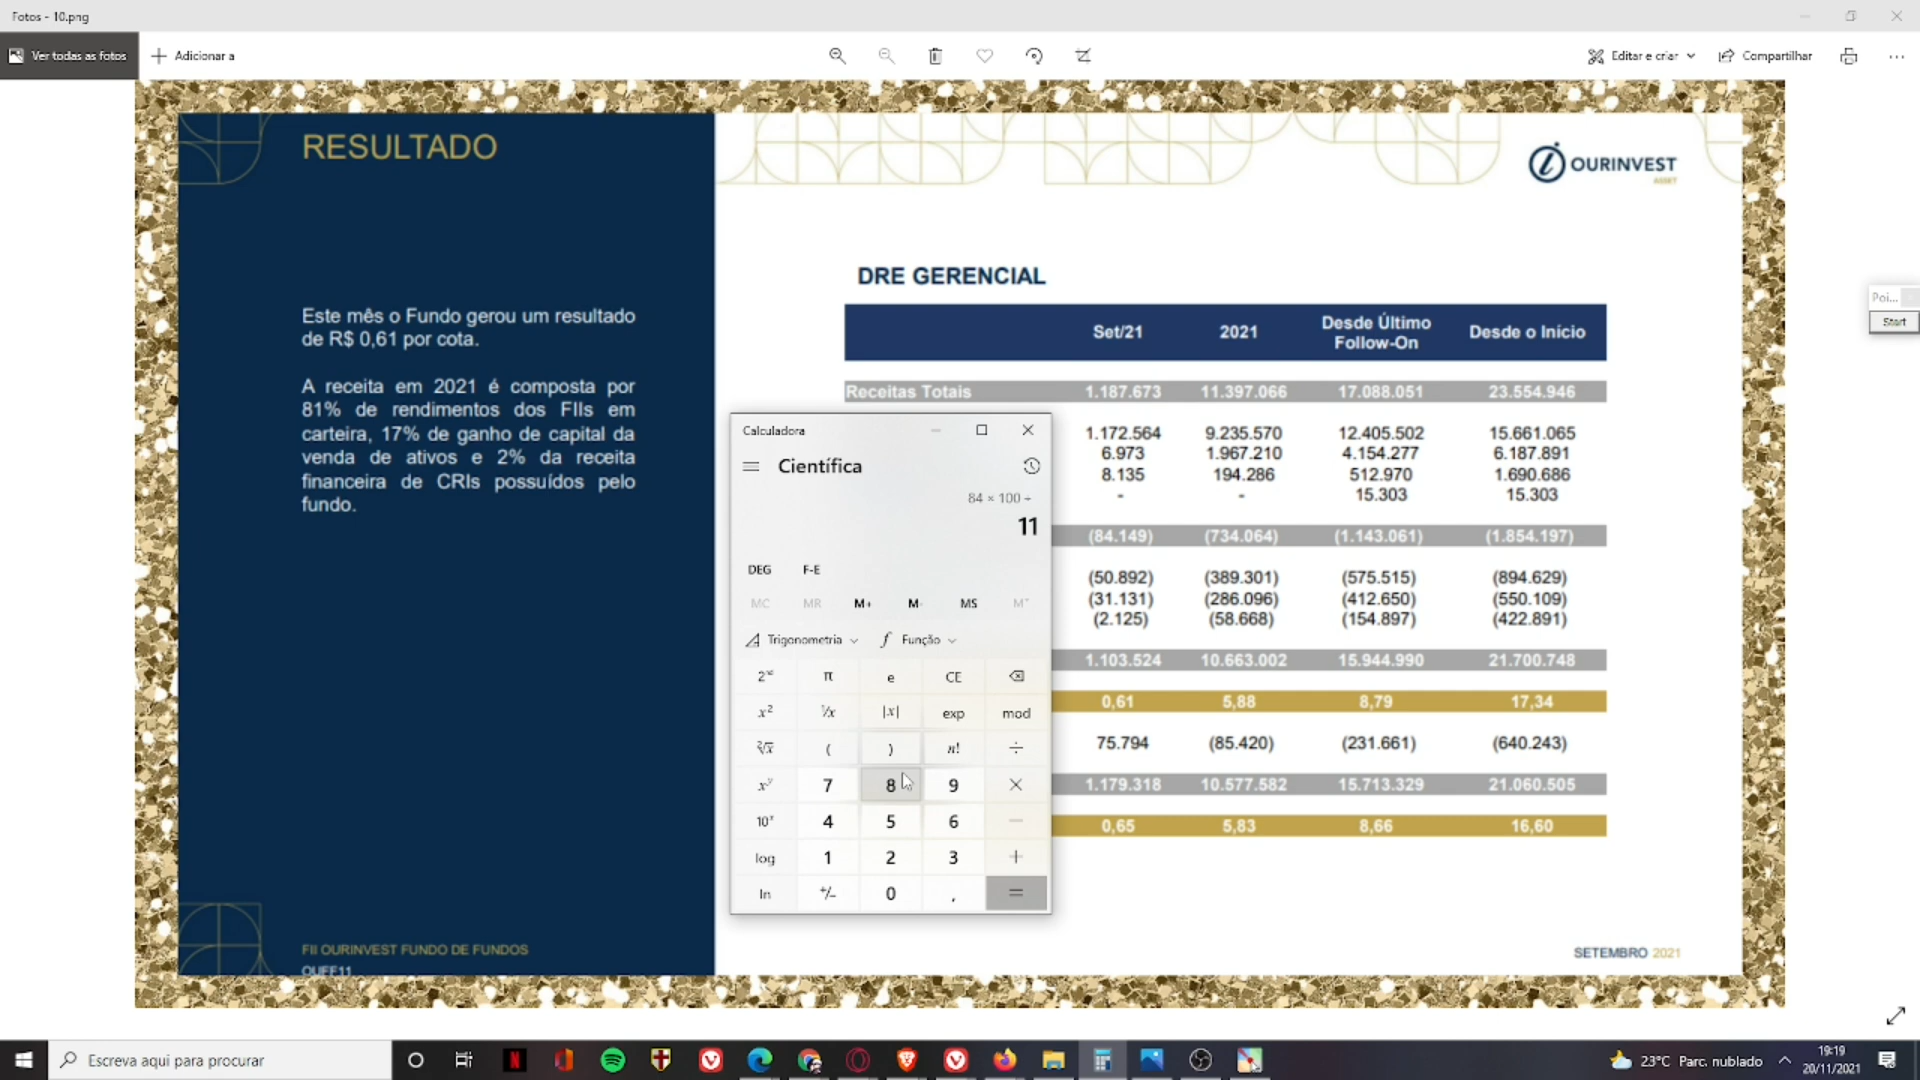 Fotos - 10.png
Ver todas as fotos
Adicionar a
Editar e criar
Compartilhar
RESULTADO
OURINVEST
ASSET
Este mês o Fundo gerou um resultado
de R$ 0,61 por cota.
A receita em 2021 é composta por
81% de rendimentos dos FIIs em
carteira, 17% de ganho de capital da
venda de ativos e 2% da receita
financeira de CRIs possuídos pelo
fundo.
FII OURINVEST FUNDO DE FUNDOS
OUFF11
DRE GERENCIAL
Set/21 2021 Desde Último Follow-On Desde o Início
Receitas Totais 1.187.673 11.397.066 17.088.051 23.554.946
1.172.564 9.235.570 12.405.502 15.661.065
6.973 1.967.210 4.154.277 6.187.891
8.135 194.286 512.970 1.690.686
- - 15.303 15.303
(84.149) (734.064) (1.143.061) (1.854.197)
(50.892) (389.301) (575.515) (894.629)
(31.131) (286.096) (412.650) (550.109)
(2.125) (58.668) (154.897) (422.891)
1.103.524 10.663.002 15.944.990 21.700.748
0,61 5,88 8,79 17,34
75.794 (85.420) (231.661) (640.243)
1.179.318 10.577.582 15.713.329 21.060.505
0,65 5,83 8,66 16,60
SETEMBRO 2021
Calculadora
Científica
84 × 100 ÷
11
DEG F-E
MC MR M+ M- MS M˅
Trigonometria Função
π e CE
x² |x| exp mod
( ) n! ÷
xʸ 7 8 9 ×
10ˣ 4 5 6 −
log 1 2 3 +
ln +/- 0 , =
Poi...
Start
Escreva aqui para procurar
23°C Parc. nublado
19:19
20/11/2021